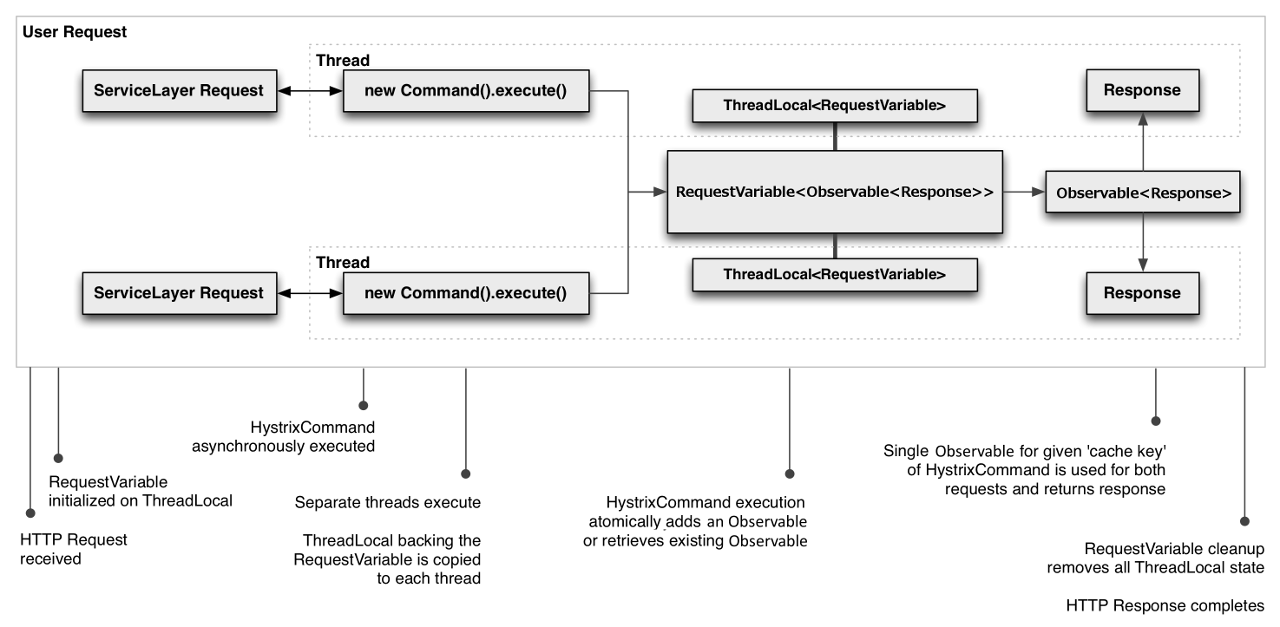 User Request
Thread
ServiceLayer Request
new Command().execute()
ThreadLocal<RequestVariable>
Response
RequestVariable<Observable<Response>>
Observable<Response>
Thread
ServiceLayer Request
new Command().execute()
ThreadLocal<RequestVariable>
Response
HTTP Request
received
RequestVariable
initialized on ThreadLocal
HystrixCommand
asynchronously executed
Separate threads execute
ThreadLocal backing the
RequestVariable is copied
to each thread
HystrixCommand execution
atomically adds an Observable
or retrieves existing Observable
Single Observable for given 'cache key'
of HystrixCommand is used for both
requests and returns response
RequestVariable cleanup
removes all ThreadLocal state
HTTP Response completes